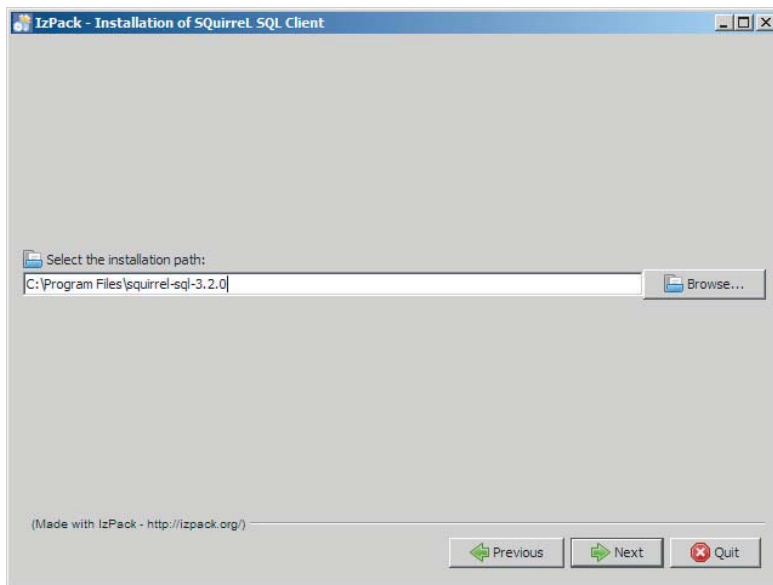 IzPack - Installation of SQuirreL SQL Client
Select the installation path:
C:\Program Files\squirrel-sql-3.2.0
Browse...
(Made with IzPack - http://izpack.org/)
Previous
Next
Quit